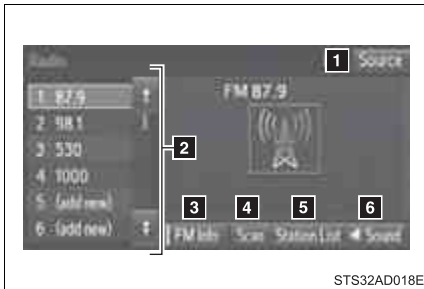 Radio
1 Source
1 87.9
FM 87.9
2 98.1
2
3 530
4 1000
5 (add new)
3 4 5 6
6 (add new)
FM Info Scan Station List Sound
STS32AD018E